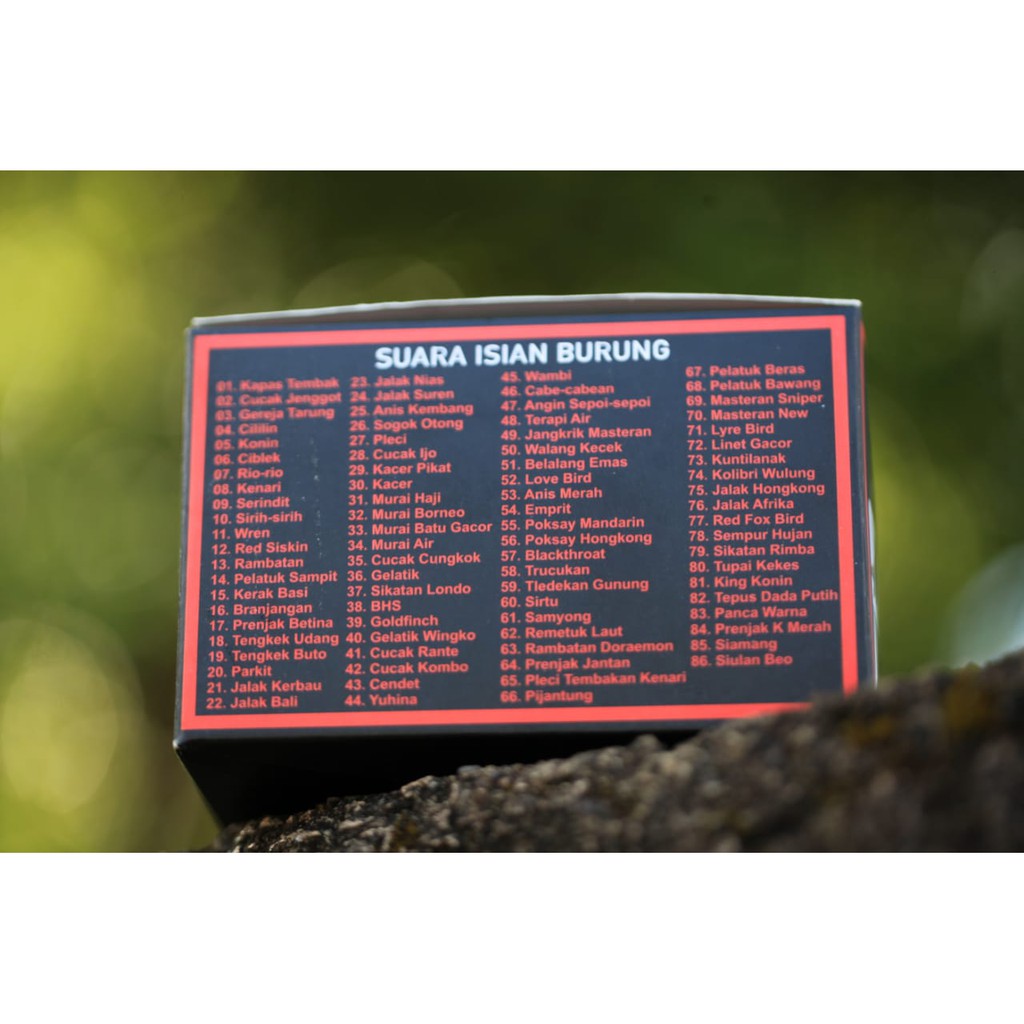 SUARA ISIAN BURUNG
01. Kapas Tembak
02. Cucak Jenggot
03. Gereja Tarung
04. Cililin
05. Konin
06. Ciblek
07. Rio-rio
08. Kenari
09. Serindit
10. Sirih-sirih
11. Wren
12. Red Siskin
13. Rambatan
14. Pelatuk Sampit
15. Kerak Basi
16. Branjangan
17. Prenjak Betina
18. Tengkek Udang
19. Tengkek Buto
20. Parkit
21. Jalak Kerbau
22. Jalak Bali
23. Jalak Nias
24. Jalak Suren
25. Anis Kembang
26. Sogok Otong
27. Pleci
28. Cucak Ijo
29. Kacer Pikat
30. Kacer
31. Murai Haji
32. Murai Borneo
33. Murai Batu Gacor
34. Murai Air
35. Cucak Cungkok
36. Gelatik
37. Sikatan Londo
38. BHS
39. Goldfinch
40. Gelatik Wingko
41. Cucak Rante
42. Cucak Kombo
43. Cendet
44. Yuhina
45. Wambi
46. Cabe-cabean
47. Angin Sepoi-sepoi
48. Terapi Air
49. Jangkrik Masteran
50. Walang Kecek
51. Belalang Emas
52. Love Bird
53. Anis Merah
54. Emprit
55. Poksay Mandarin
56. Poksay Hongkong
57. Blackthroat
58. Trucukan
59. Tledekan Gunung
60. Sirtu
61. Samyong
62. Remetuk Laut
63. Rambatan Doraemon
64. Prenjak Jantan
65. Pleci Tembakan Kenari
66. Pijantung
67. Pelatuk Beras
68. Pelatuk Bawang
69. Masteran Sniper
70. Masteran New
71. Lyre Bird
72. Linet Gacor
73. Kuntilanak
74. Kolibri Wulung
75. Jalak Hongkong
76. Jalak Afrika
77. Red Fox Bird
78. Sempur Hujan
79. Sikatan Rimba
80. Tupai Kekes
81. King Konin
82. Tepus Dada Putih
83. Panca Warna
84. Prenjak K Merah
85. Siamang
86. Siulan Beo